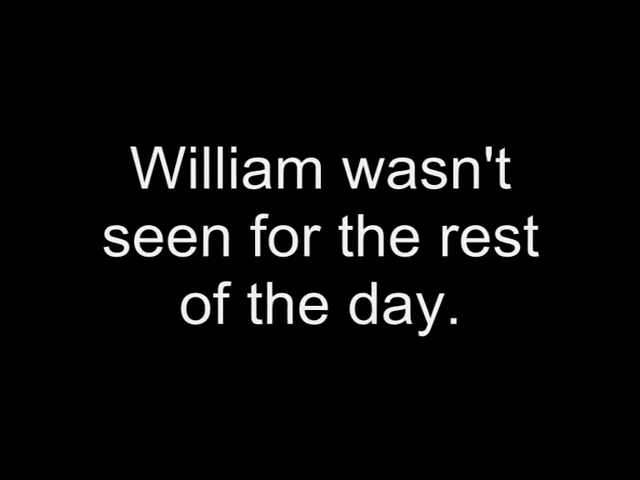 William wasn't
seen for the rest
of the day.